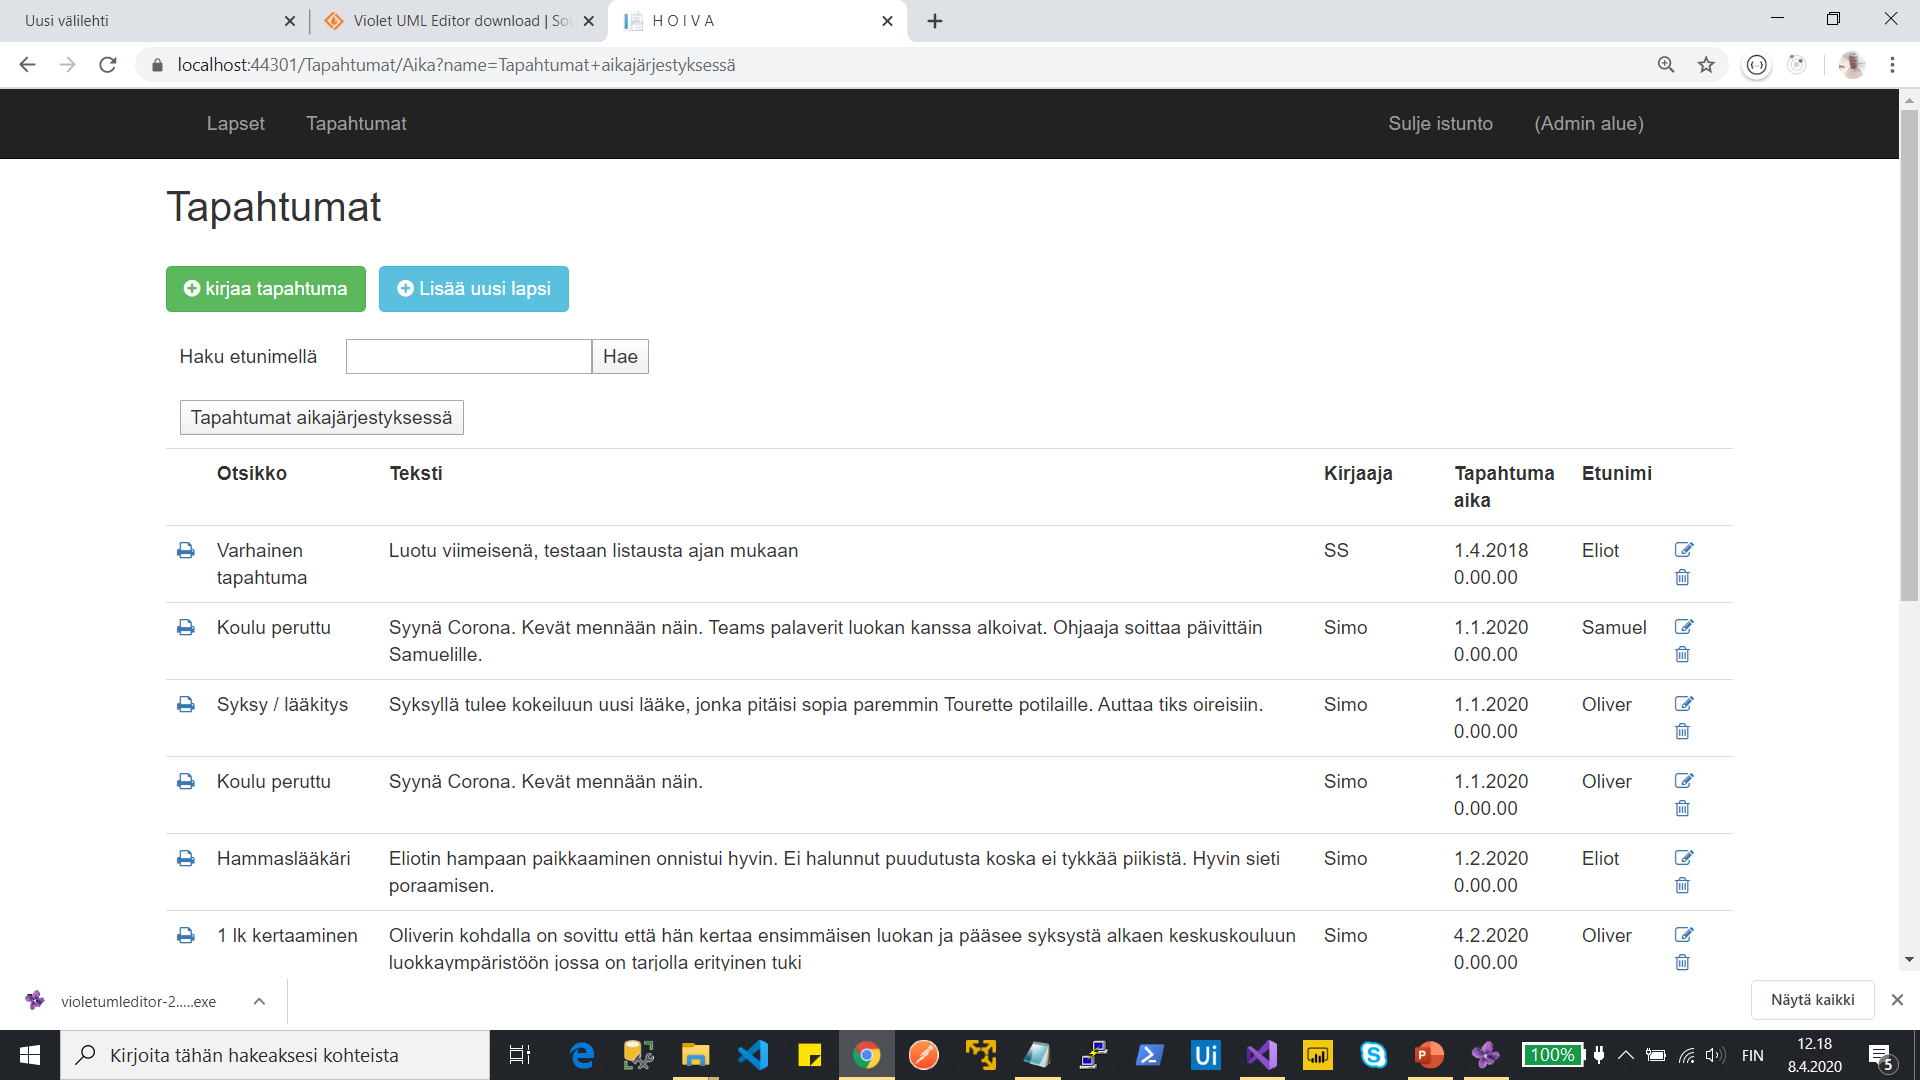 Uusi välilehti
Violet UML Editor download | So
H O I V A
localhost:44301/Tapahtumat/Aika?name=Tapahtumat+aikajärjestyksessä
Lapset Tapahtumat Sulje istunto (Admin alue)
Tapahtumat
kirjaa tapahtuma Lisää uusi lapsi
Haku etunimellä Hae
Tapahtumat aikajärjestyksessä
Otsikko Teksti Kirjaaja Tapahtuma Etunimi
aika
Varhainen Luotu viimeisenä, testaan listausta ajan mukaan SS 1.4.2018 Eliot
tapahtuma 0.00.00
Koulu peruttu Syynä Corona. Kevät mennään näin. Teams palaverit luokan kanssa alkoivat. Ohjaaja soittaa päivittäin Simo 1.1.2020 Samuel
Samuelille. 0.00.00
Syksy / lääkitys Syksyllä tulee kokeiluun uusi lääke, jonka pitäisi sopia paremmin Tourette potilaille. Auttaa tiks oireisiin. Simo 1.1.2020 Oliver
0.00.00
Koulu peruttu Syynä Corona. Kevät mennään näin. Simo 1.1.2020 Oliver
0.00.00
Hammaslääkäri Eliotin hampaan paikkaaminen onnistui hyvin. Ei halunnut puudutusta koska ei tykkää piikistä. Hyvin sieti Simo 1.2.2020 Eliot
poraamisen. 0.00.00
1 lk kertaaminen Oliverin kohdalla on sovittu että hän kertaa ensimmäisen luokan ja pääsee syksystä alkaen keskuskouluun Simo 4.2.2020 Oliver
luokkaympäristöön jossa on tarjolla erityinen tuki 0.00.00
violetumleditor-2.....exe Näytä kaikki
Kirjoita tähän hakeaksesi kohteista
Ui
100%
FIN
12.18
8.4.2020
5